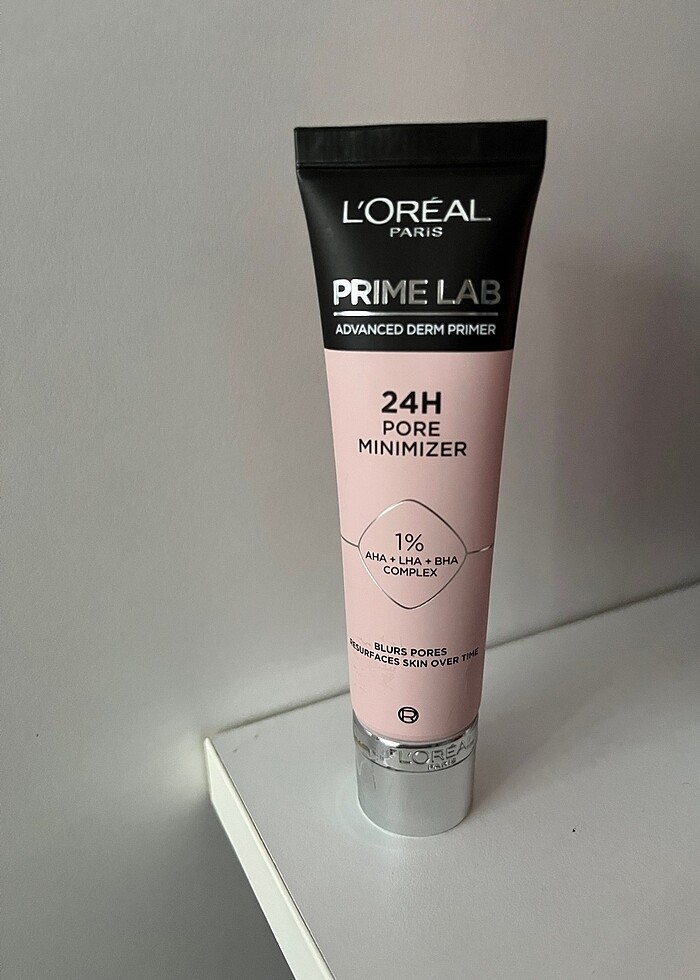 L'ORÉAL
PARIS
PRIME LAB
ADVANCED DERM PRIMER
24H
PORE
MINIMIZER
1%
AHA + LHA + BHA
COMPLEX
BLURS PORES
RESURFACES SKIN OVER TIME
L'ORÉAL
PARIS